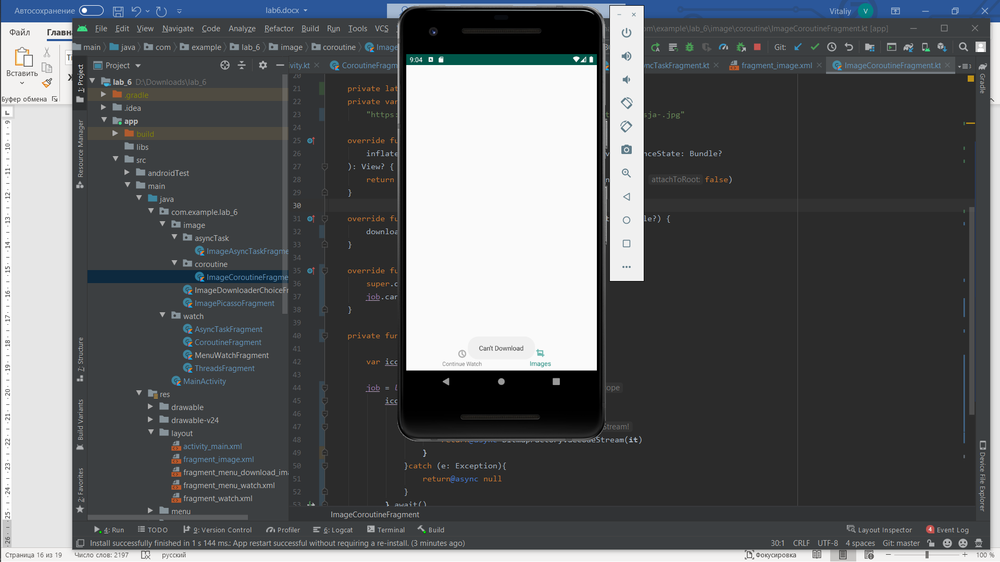 Автосохранение
lab6.docx
Vitaliy
V
Файл
File Edit View Navigate Code Analyze Refactor Build Run Tools VCS
om\example\lab_6\image\coroutine\ImageCoroutineFragment.kt [app]
main java com example lab_6 image coroutine
Git:
Вставить
Буфер обмена
Project
CoroutineFragm
ncTaskFragment.kt
fragment_image.xml
ImageCoroutineFragment.kt
1: Project
Resource Manager
7: Structure
Build Variants
2: Favorites
Gradle
Device File Explorer
lab_6 D:\Downloads\lab_6
.gradle
.idea
app
build
libs
src
androidTest
main
java
com.example.lab_6
image
asyncTask
ImageAsyncTaskFragme
coroutine
ImageCoroutineFragme
ImageDownloaderChoiceFr
ImagePicassoFragment
watch
AsyncTaskFragment
CoroutineFragment
MenuWatchFragment
ThreadsFragment
MainActivity
res
drawable
drawable-v24
layout
activity_main.xml
fragment_image.xml
fragment_menu_download_ima
fragment_menu_watch.xml
fragment_watch.xml
menu
20
21 private lat
22 private var
23 "https: sja-.jpg"
24
25 override fu
26 inflate nceState: Bundle?
27 ): View? {
28 return attachToRoot: false)
29 }
30
31 override fu le?) {
32 downloa
33 }
34
35 override fu
36 super.
37 job.can
38 }
39
40 private fun
41
42 var ico
43
44 job = ope
45 ico
46
47 Stream!
48 return@async BitmapFactory.decodeStream(it)
49 }
50 }catch (e: Exception){
51 return@async null
52 }
53 }.await()
9:04
Can't Download
Continue Watch
Images
ImageCoroutineFragment
4: Run TODO 9: Version Control Profiler 6: Logcat Terminal Build
Layout Inspector 4 Event Log
Install successfully finished in 1 s 144 ms.: App restart successful without requiring a re-install. (3 minutes ago)
30:1 CRLF UTF-8 4 spaces Git: master
Страница 16 из 19 Число слов: 2197 русский
Фокусировка
100 %